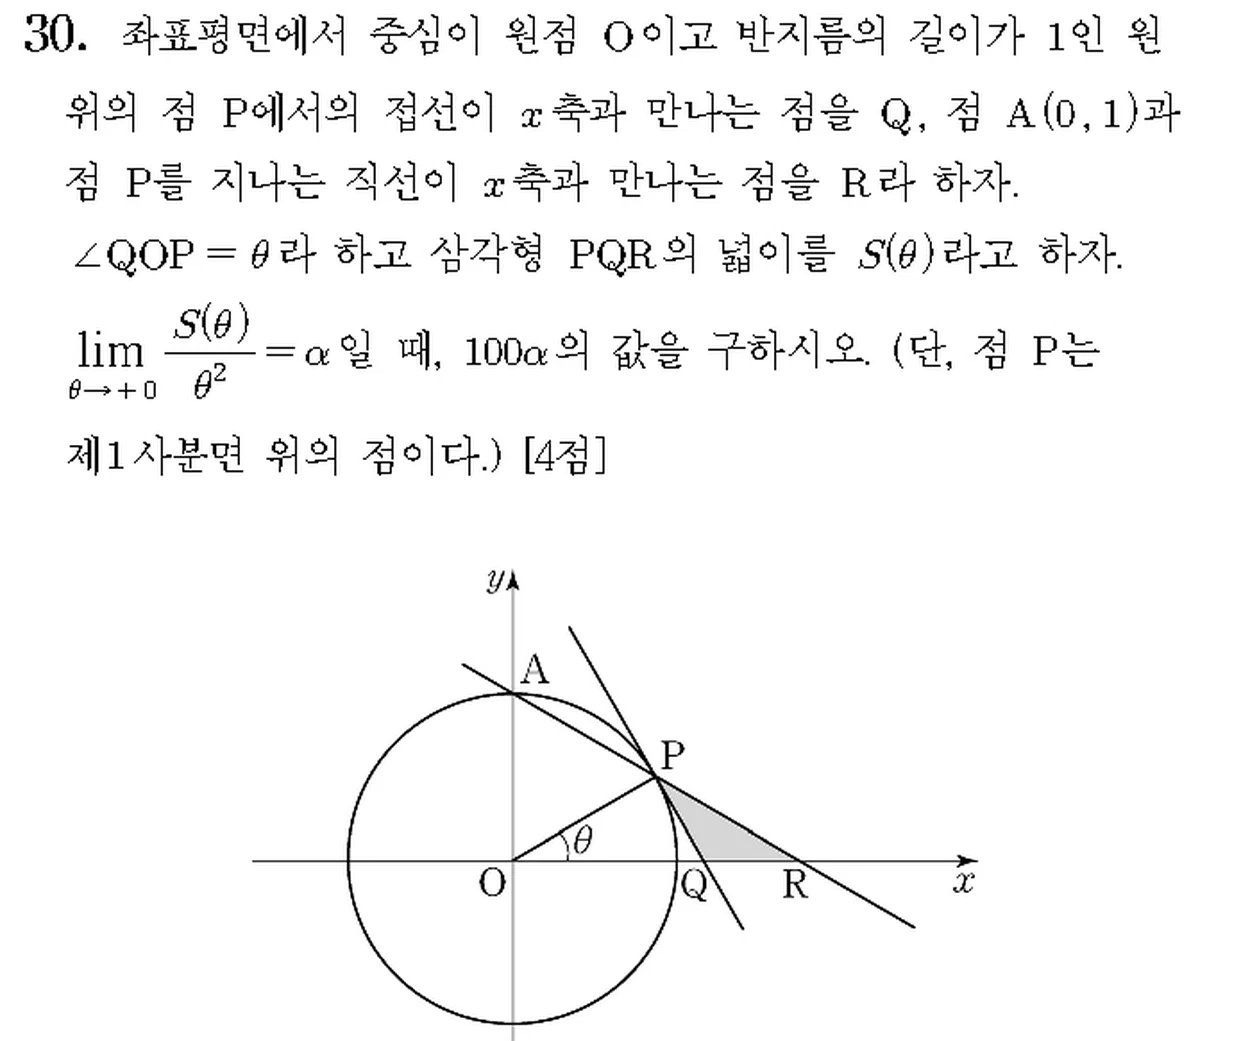 30. 좌표평면에서 중심이 원점 O이고 반지름의 길이가 1인 원
위의 점 P에서의 접선이 x축과 만나는 점을 Q, 점 A(0, 1)과
점 P를 지나는 직선이 x축과 만나는 점을 R라 하자.
∠QOP = θ라 하고 삼각형 PQR의 넓이를 S(θ)라고 하자.
lim_{θ→+0} S(θ)/θ² = α일 때, 100α의 값을 구하시오. (단, 점 P는
제1사분면 위의 점이다.) [4점]
y
A
P
θ
O
Q
R
x